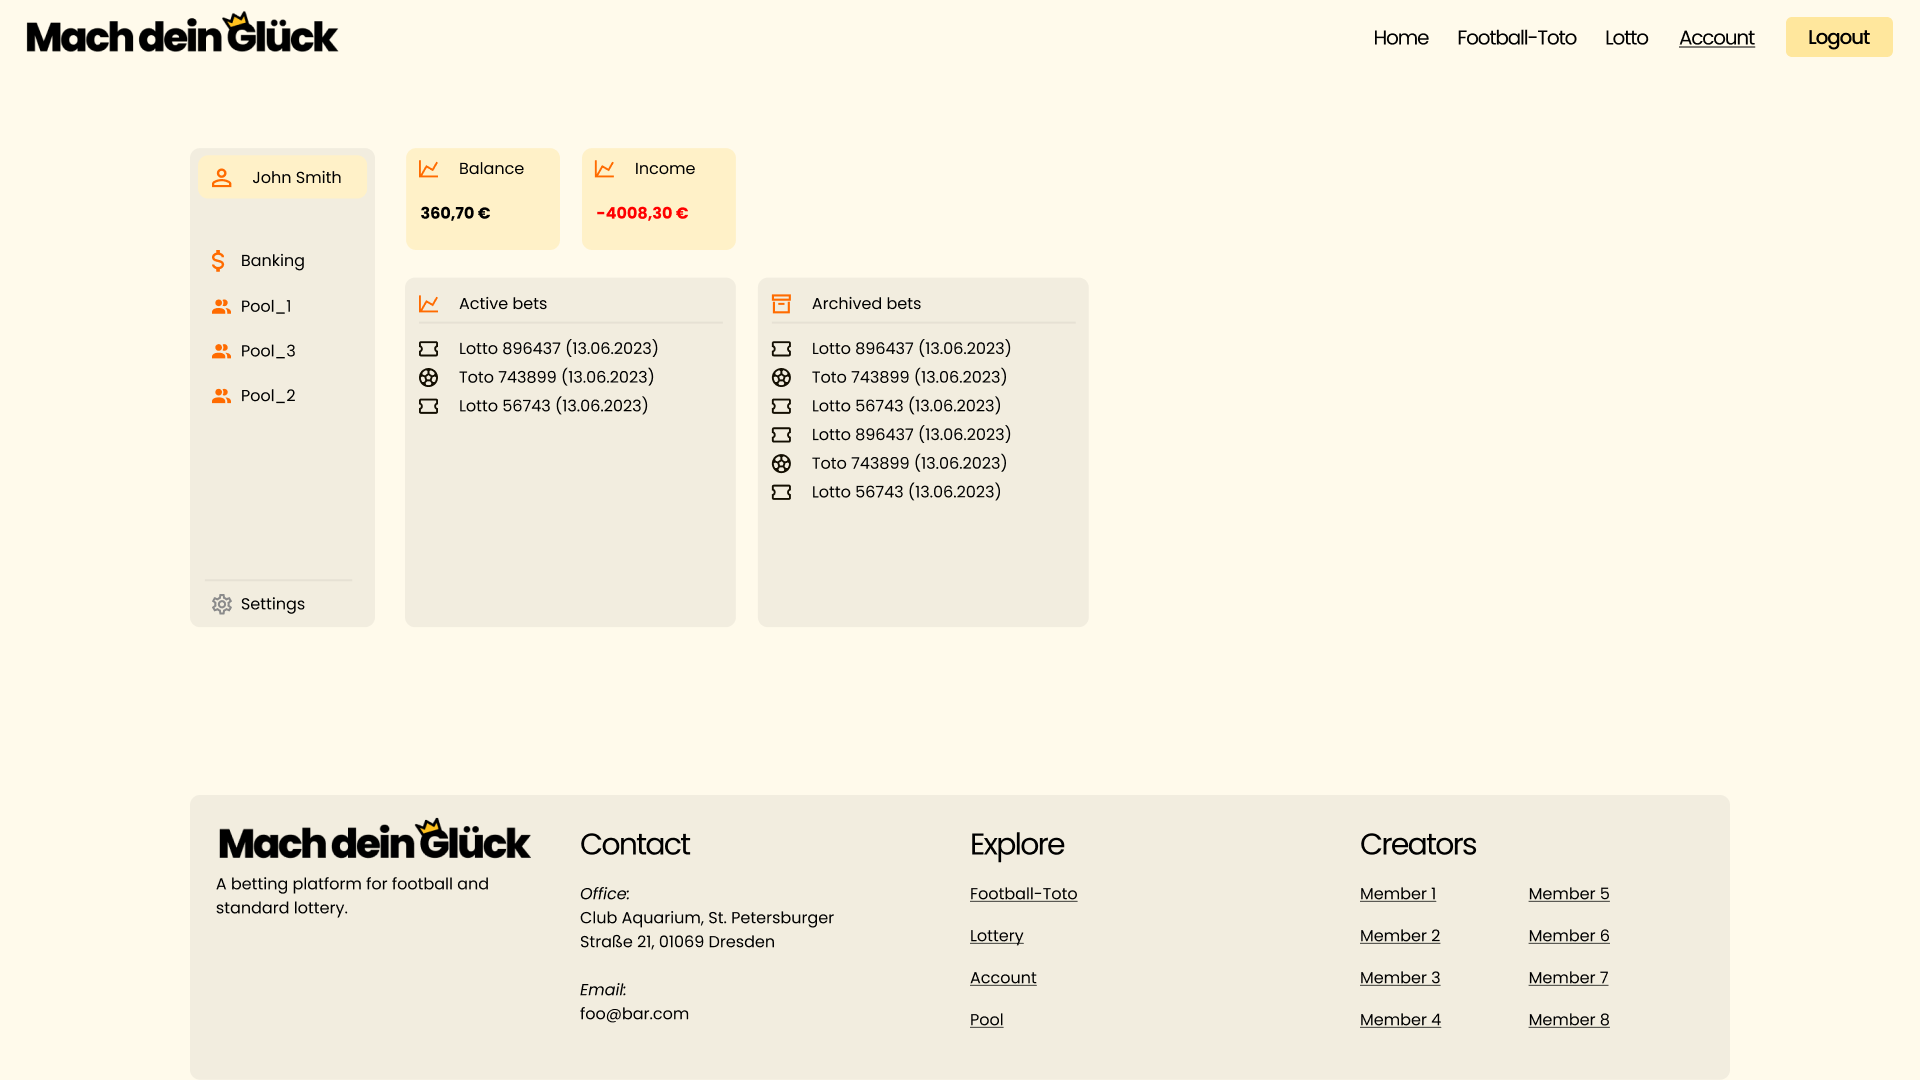 Mach dein Glück
Home Football-Toto Lotto Account Logout
John Smith
Banking
Pool_1
Pool_3
Pool_2
Settings
Balance
360,70 €
Income
-4008,30 €
Active bets
Lotto 896437 (13.06.2023)
Toto 743899 (13.06.2023)
Lotto 56743 (13.06.2023)
Archived bets
Lotto 896437 (13.06.2023)
Toto 743899 (13.06.2023)
Lotto 56743 (13.06.2023)
Lotto 896437 (13.06.2023)
Toto 743899 (13.06.2023)
Lotto 56743 (13.06.2023)
Mach dein Glück
A betting platform for football and
standard lottery.
Contact
Office:
Club Aquarium, St. Petersburger
Straße 21, 01069 Dresden
Email:
foo@bar.com
Explore
Football-Toto
Lottery
Account
Pool
Creators
Member 1
Member 2
Member 3
Member 4
Member 5
Member 6
Member 7
Member 8